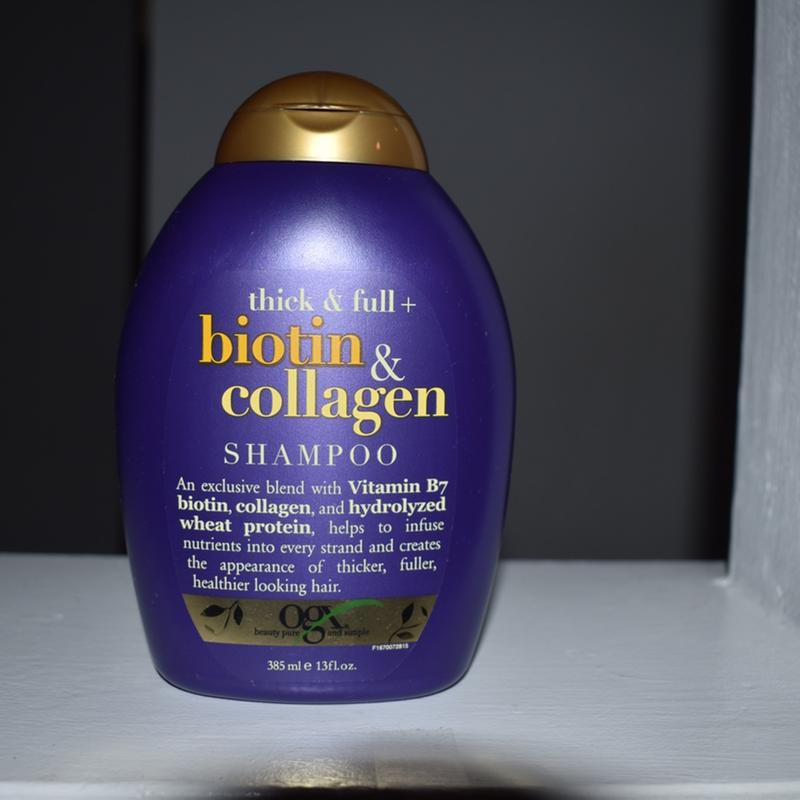 thick & full +
biotin &
collagen
SHAMPOO
An exclusive blend with Vitamin B7
biotin, collagen, and hydrolyzed
wheat protein, helps to infuse
nutrients into every strand and creates
the appearance of thicker, fuller,
healthier looking hair.
ogx
beauty pure and simple
F1670072815
385 ml e 13fl.oz.